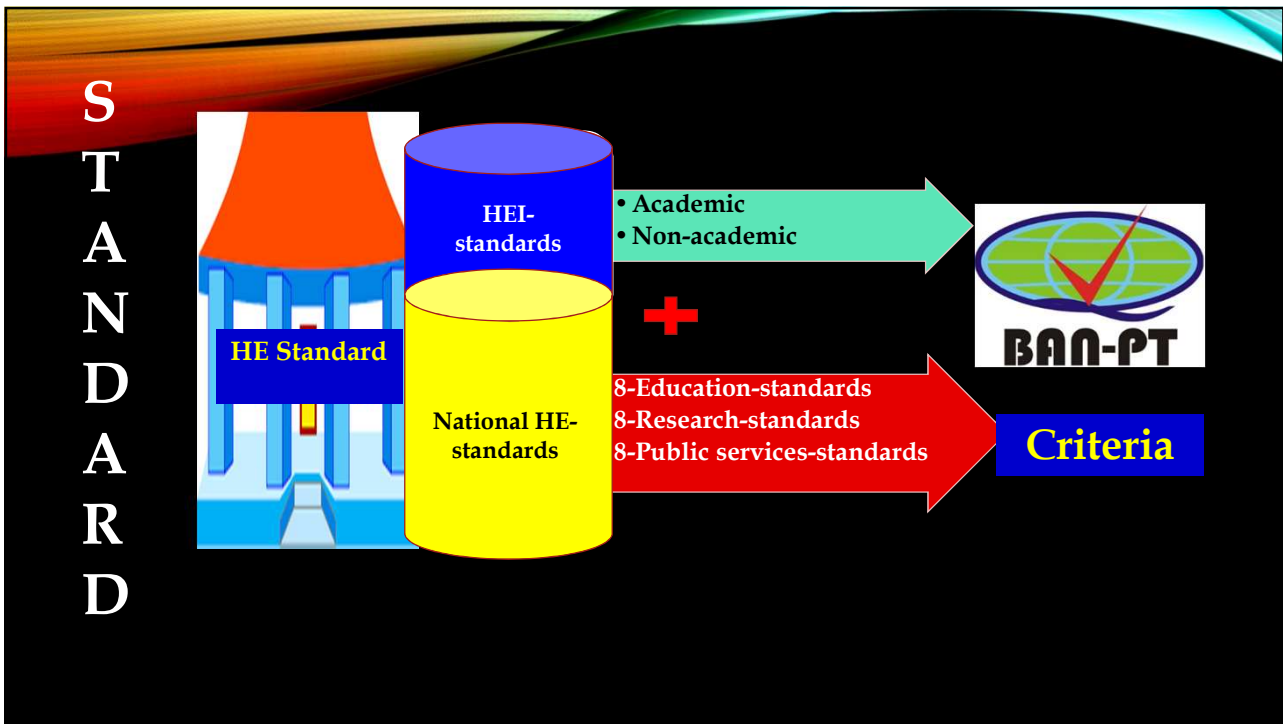 STANDARD
HE Standard
HEI-
standards
• Academic
• Non-academic
National HE-
standards
8-Education-standards
8-Research-standards
8-Public services-standards
BAN-PT
Criteria